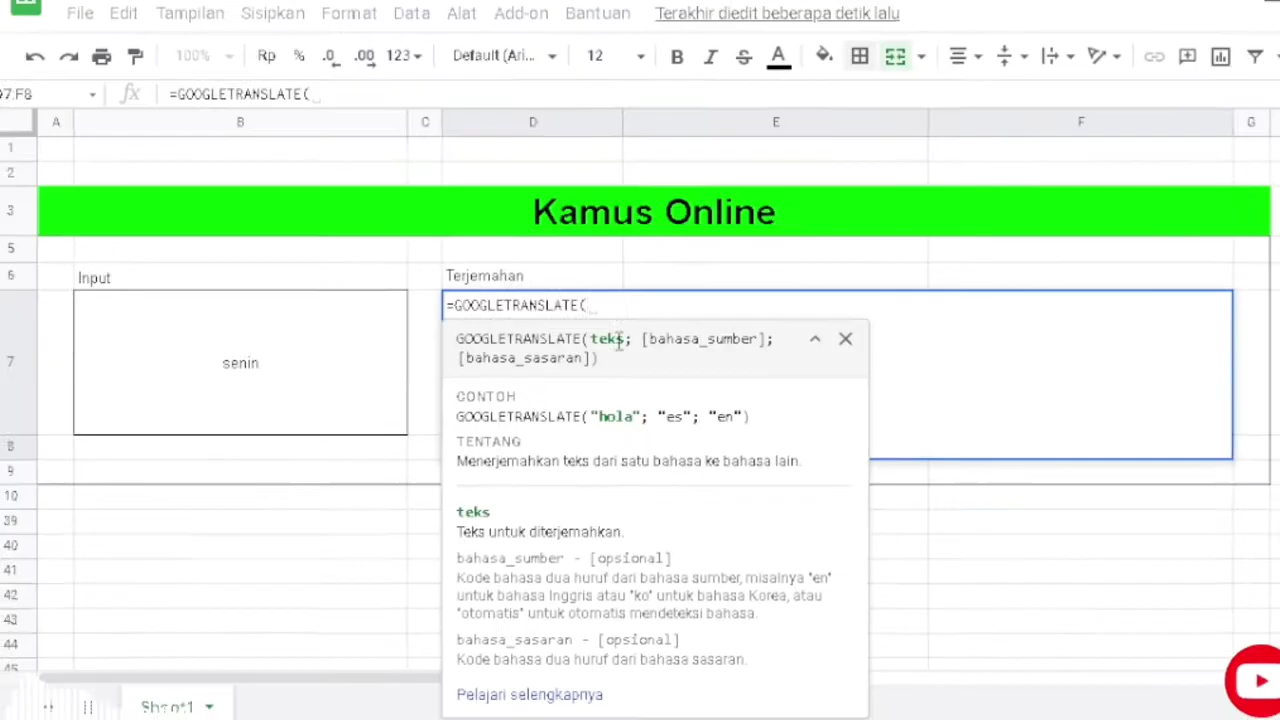 File Edit Tampilan Sisipkan Format Data Alat Add-on Bantuan Terakhir diedit beberapa detik lalu
100% Rp % .0 .00 123 Default (Ari... 12 B I S A
fx =GOOGLETRANSLATE(
A B C D E F G
1
2
3 Kamus Online
5
6 Input Terjemahan
=GOOGLETRANSLATE(
7 senin
GOOGLETRANSLATE(teks; [bahasa_sumber];
[bahasa_sasaran])
CONTOH
GOOGLETRANSLATE("hola"; "es"; "en")
TENTANG
8
Menerjemahkan teks dari satu bahasa ke bahasa lain.
9
10
teks
39
Teks untuk diterjemahkan.
40
bahasa_sumber - [opsional]
41
Kode bahasa dua huruf dari bahasa sumber, misalnya "en"
42
untuk bahasa Inggris atau "ko" untuk bahasa Korea, atau
"otomatis" untuk otomatis mendeteksi bahasa.
43
bahasa_sasaran - [opsional]
44
Kode bahasa dua huruf dari bahasa sasaran.
45
Pelajari selengkapnya
Sheet1